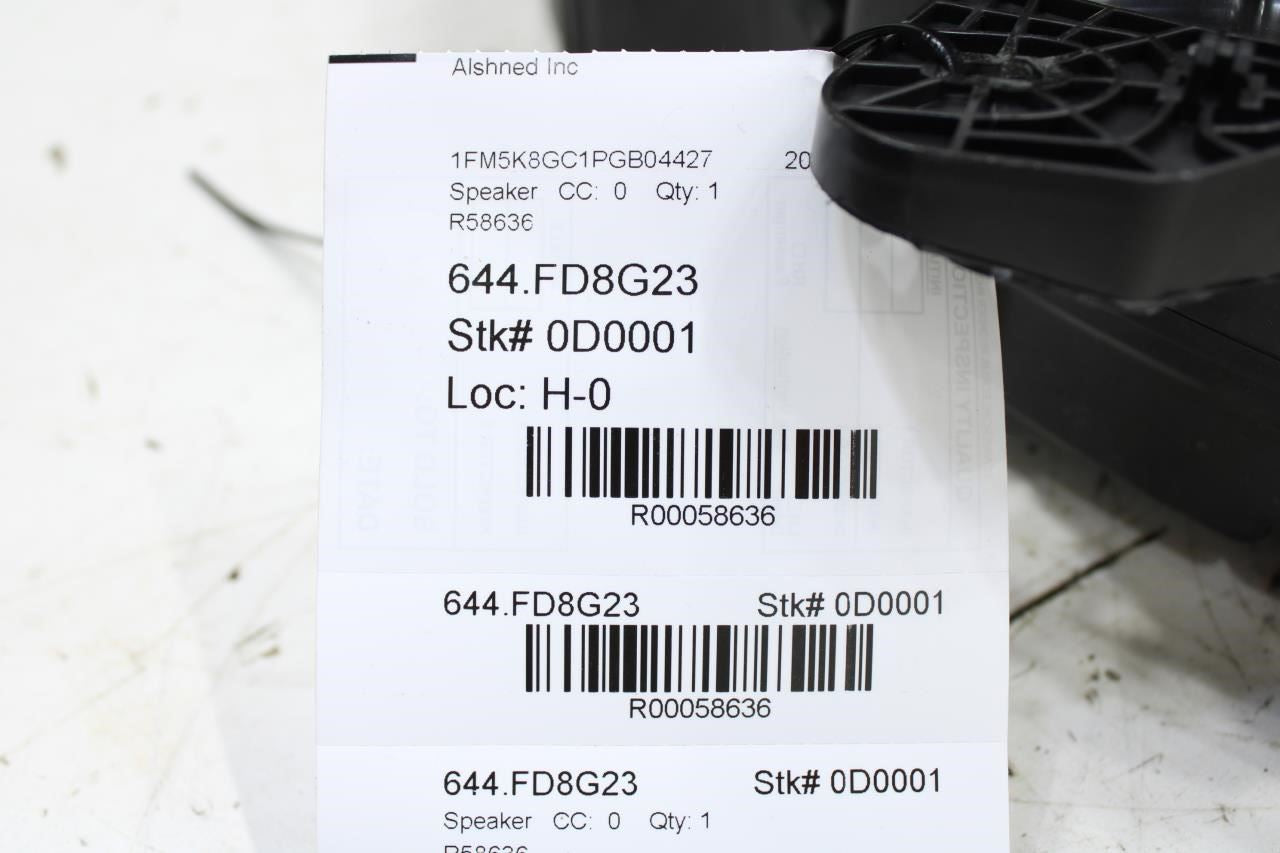 Alshned Inc
1FM5K8GC1PGB04427 20
Speaker CC: 0 Qty: 1
R58636
644.FD8G23
Stk# 0D0001
Loc: H-0
R00058636
644.FD8G23 Stk# 0D0001
R00058636
644.FD8G23 Stk# 0D0001
Speaker CC: 0 Qty: 1
R58636